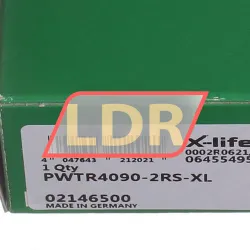 X-life
LDR
0002R0621
4 047643 212021
06455495
1 Qty
PWTR4090-2RS-XL
02146500
MADE IN GERMANY